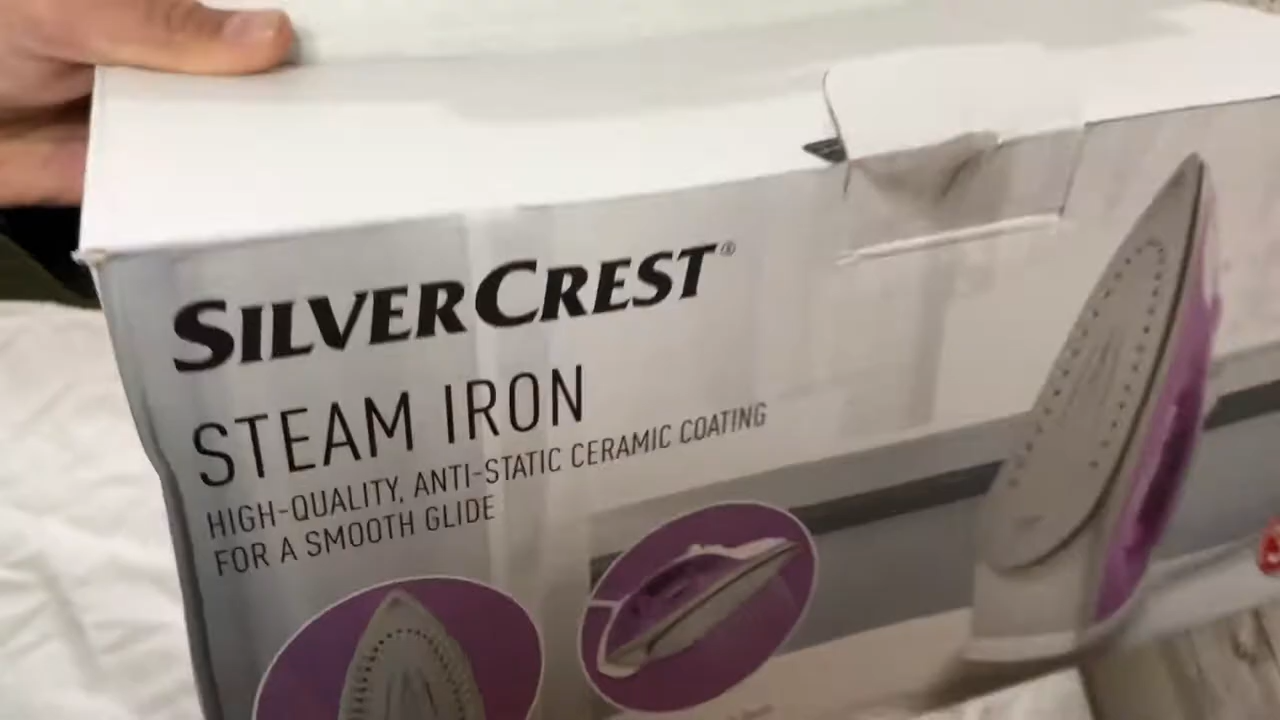 SILVERCREST®
STEAM IRON
HIGH-QUALITY, ANTI-STATIC CERAMIC COATING
FOR A SMOOTH GLIDE